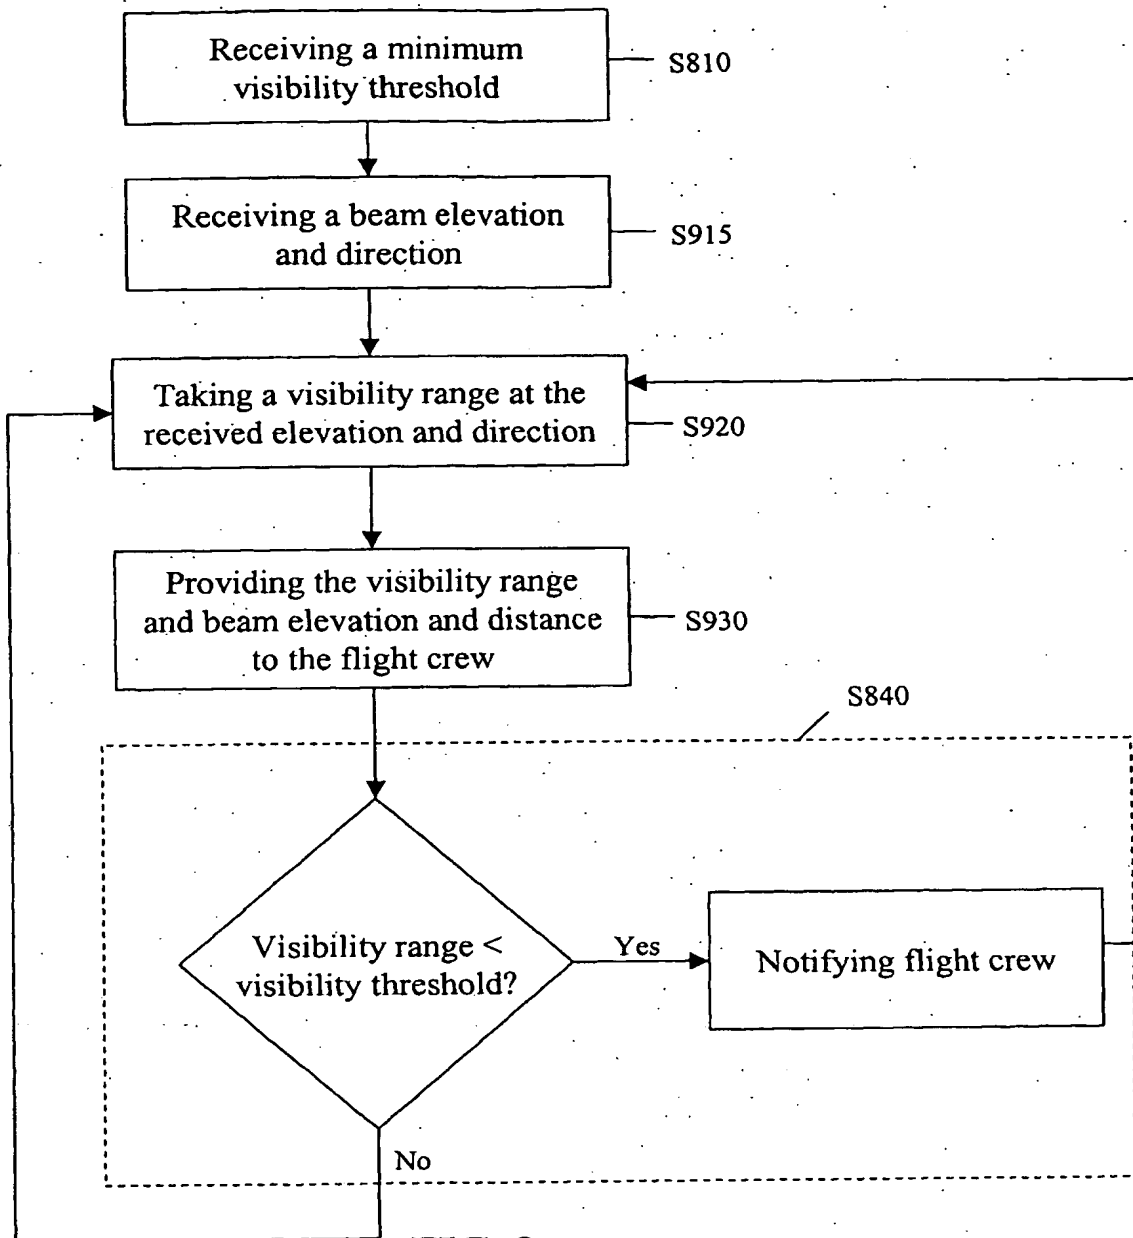 Receiving a minimum
visibility threshold
S810
Receiving a beam elevation
and direction
S915
Taking a visibility range at the
received elevation and direction
S920
Providing the visibility range
and beam elevation and distance
to the flight crew
S930
S840
Visibility range <
visibility threshold?
Yes
Notifying flight crew
No